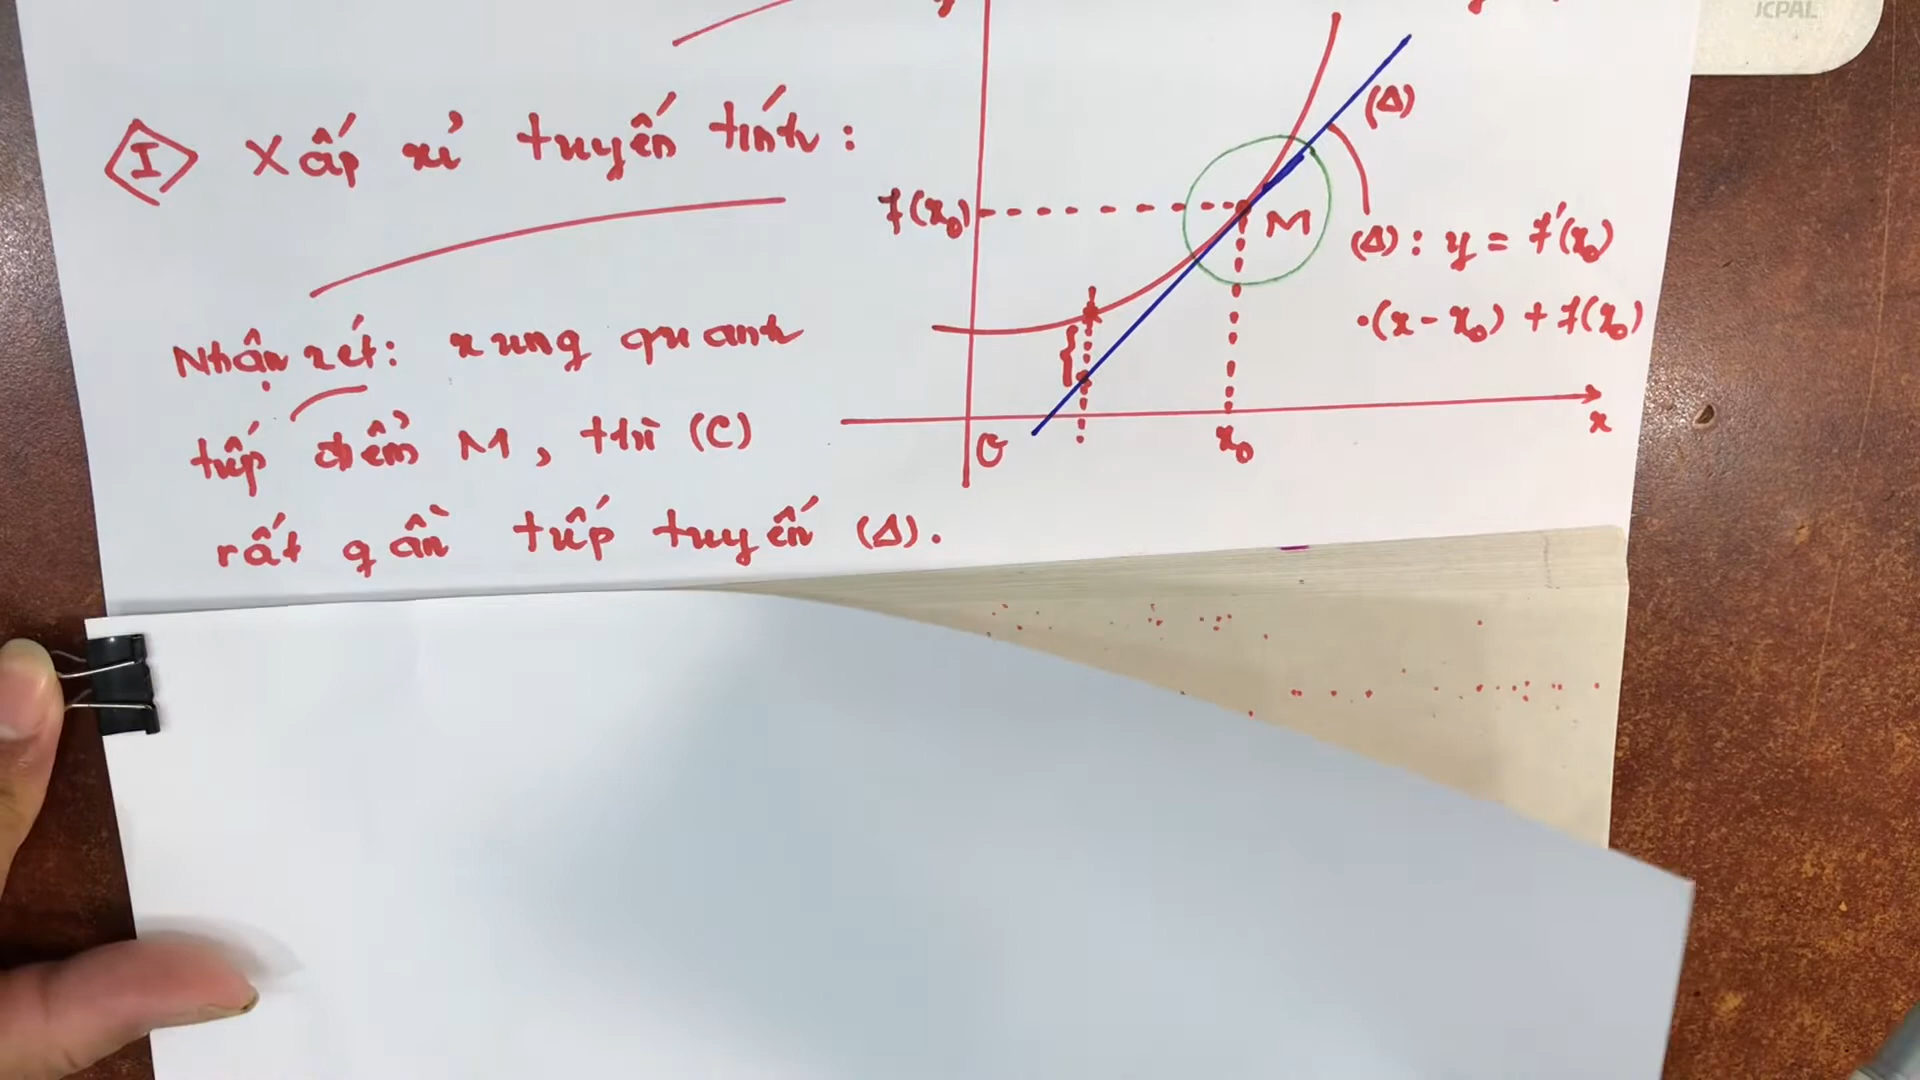 JCPAL
I Xấp xỉ tuyến tính:
(Δ)
f(x₀)
M
(Δ): y = f'(x₀)
·(x - x₀) + f(x₀)
Nhận xét: xung quanh
tiếp điểm M, thì (C)
O
x₀
x
rất gần tiếp tuyến (Δ).